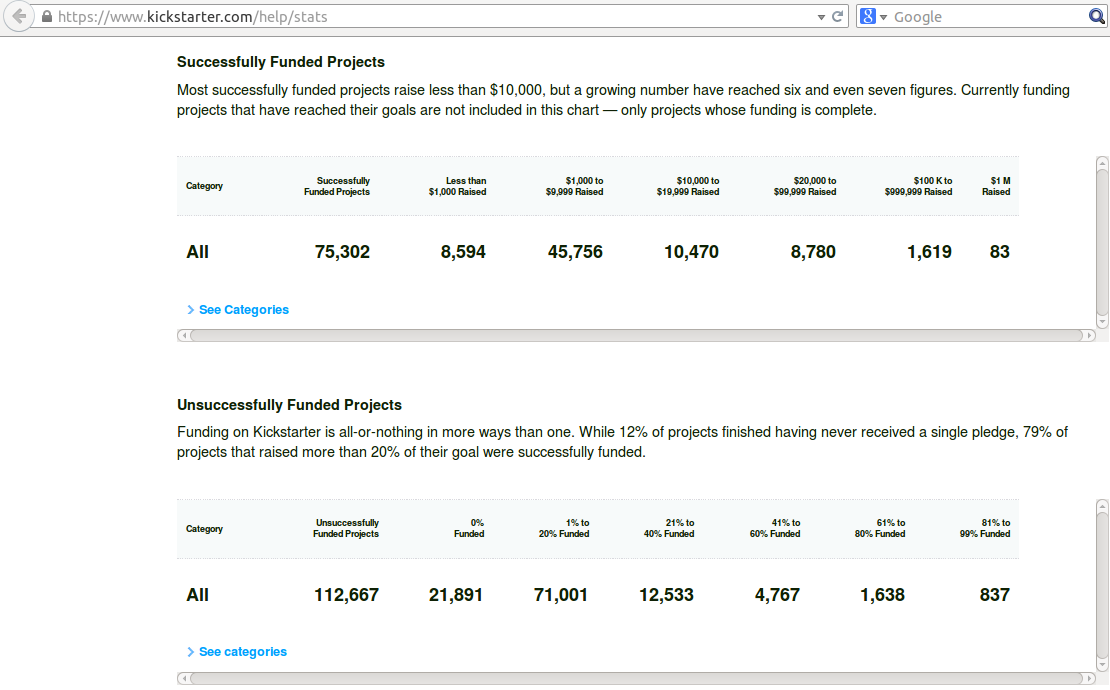 https://www.kickstarter.com/help/stats
Google
Successfully Funded Projects
Most successfully funded projects raise less than $10,000, but a growing number have reached six and even seven figures. Currently funding
projects that have reached their goals are not included in this chart — only projects whose funding is complete.
Category Successfully Funded Projects Less than $1,000 Raised $1,000 to $9,999 Raised $10,000 to $19,999 Raised $20,000 to $99,999 Raised $100 K to $999,999 Raised $1 M Raised
All 75,302 8,594 45,756 10,470 8,780 1,619 83
See Categories
Unsuccessfully Funded Projects
Funding on Kickstarter is all-or-nothing in more ways than one. While 12% of projects finished having never received a single pledge, 79% of
projects that raised more than 20% of their goal were successfully funded.
Category Unsuccessfully Funded Projects 0% Funded 1% to 20% Funded 21% to 40% Funded 41% to 60% Funded 61% to 80% Funded 81% to 99% Funded
All 112,667 21,891 71,001 12,533 4,767 1,638 837
See categories